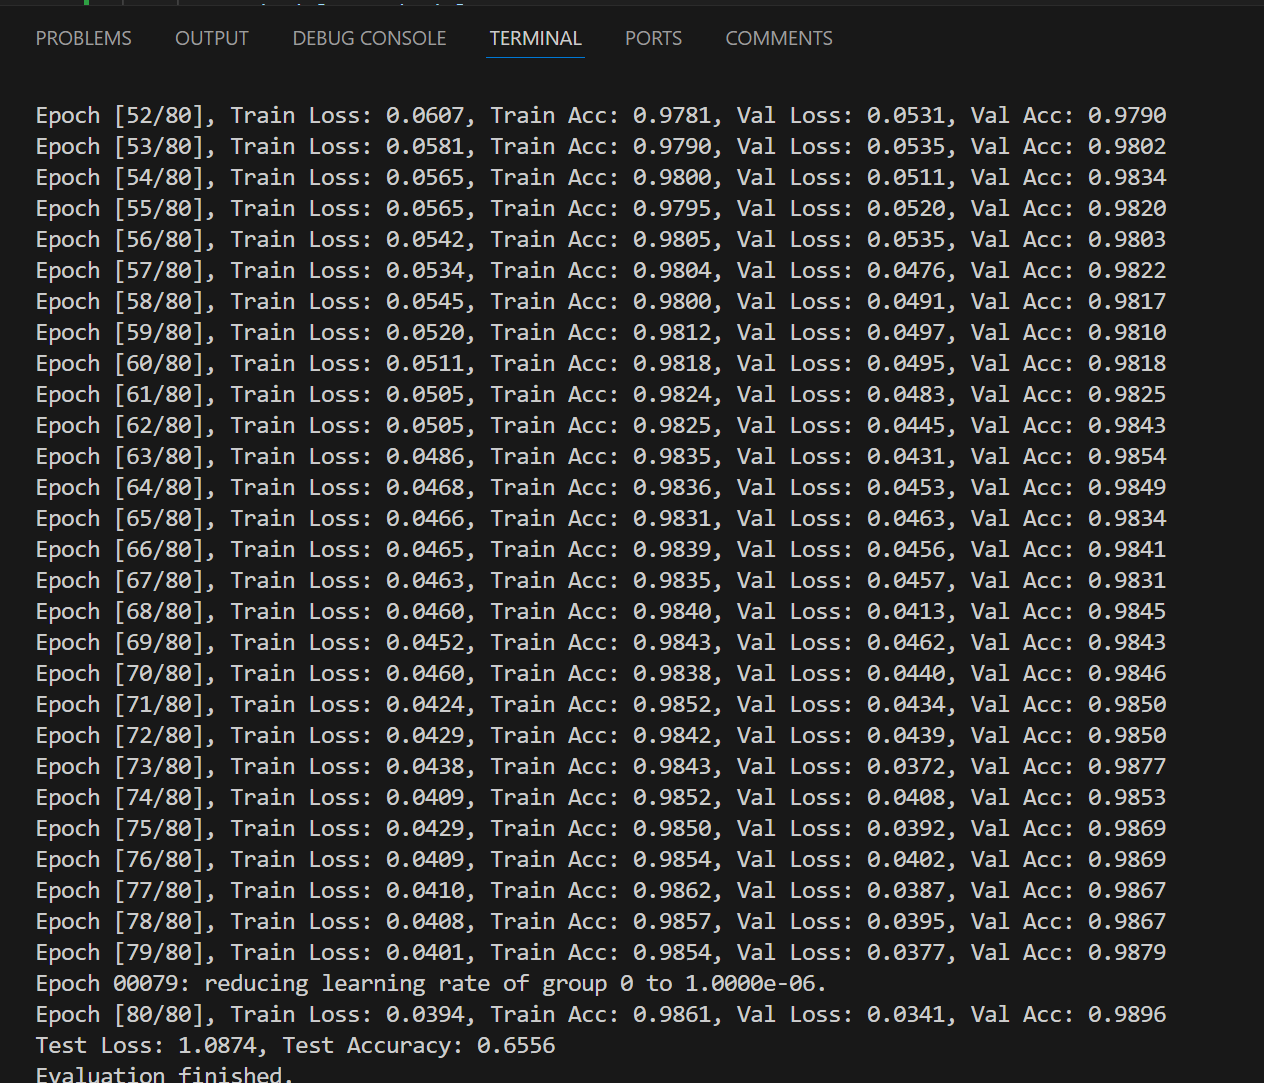 PROBLEMS OUTPUT DEBUG CONSOLE TERMINAL PORTS COMMENTS
Epoch [52/80], Train Loss: 0.0607, Train Acc: 0.9781, Val Loss: 0.0531, Val Acc: 0.9790
Epoch [53/80], Train Loss: 0.0581, Train Acc: 0.9790, Val Loss: 0.0535, Val Acc: 0.9802
Epoch [54/80], Train Loss: 0.0565, Train Acc: 0.9800, Val Loss: 0.0511, Val Acc: 0.9834
Epoch [55/80], Train Loss: 0.0565, Train Acc: 0.9795, Val Loss: 0.0520, Val Acc: 0.9820
Epoch [56/80], Train Loss: 0.0542, Train Acc: 0.9805, Val Loss: 0.0535, Val Acc: 0.9803
Epoch [57/80], Train Loss: 0.0534, Train Acc: 0.9804, Val Loss: 0.0476, Val Acc: 0.9822
Epoch [58/80], Train Loss: 0.0545, Train Acc: 0.9800, Val Loss: 0.0491, Val Acc: 0.9817
Epoch [59/80], Train Loss: 0.0520, Train Acc: 0.9812, Val Loss: 0.0497, Val Acc: 0.9810
Epoch [60/80], Train Loss: 0.0511, Train Acc: 0.9818, Val Loss: 0.0495, Val Acc: 0.9818
Epoch [61/80], Train Loss: 0.0505, Train Acc: 0.9824, Val Loss: 0.0483, Val Acc: 0.9825
Epoch [62/80], Train Loss: 0.0505, Train Acc: 0.9825, Val Loss: 0.0445, Val Acc: 0.9843
Epoch [63/80], Train Loss: 0.0486, Train Acc: 0.9835, Val Loss: 0.0431, Val Acc: 0.9854
Epoch [64/80], Train Loss: 0.0468, Train Acc: 0.9836, Val Loss: 0.0453, Val Acc: 0.9849
Epoch [65/80], Train Loss: 0.0466, Train Acc: 0.9831, Val Loss: 0.0463, Val Acc: 0.9834
Epoch [66/80], Train Loss: 0.0465, Train Acc: 0.9839, Val Loss: 0.0456, Val Acc: 0.9841
Epoch [67/80], Train Loss: 0.0463, Train Acc: 0.9835, Val Loss: 0.0457, Val Acc: 0.9831
Epoch [68/80], Train Loss: 0.0460, Train Acc: 0.9840, Val Loss: 0.0413, Val Acc: 0.9845
Epoch [69/80], Train Loss: 0.0452, Train Acc: 0.9843, Val Loss: 0.0462, Val Acc: 0.9843
Epoch [70/80], Train Loss: 0.0460, Train Acc: 0.9838, Val Loss: 0.0440, Val Acc: 0.9846
Epoch [71/80], Train Loss: 0.0424, Train Acc: 0.9852, Val Loss: 0.0434, Val Acc: 0.9850
Epoch [72/80], Train Loss: 0.0429, Train Acc: 0.9842, Val Loss: 0.0439, Val Acc: 0.9850
Epoch [73/80], Train Loss: 0.0438, Train Acc: 0.9843, Val Loss: 0.0372, Val Acc: 0.9877
Epoch [74/80], Train Loss: 0.0409, Train Acc: 0.9852, Val Loss: 0.0408, Val Acc: 0.9853
Epoch [75/80], Train Loss: 0.0429, Train Acc: 0.9850, Val Loss: 0.0392, Val Acc: 0.9869
Epoch [76/80], Train Loss: 0.0409, Train Acc: 0.9854, Val Loss: 0.0402, Val Acc: 0.9869
Epoch [77/80], Train Loss: 0.0410, Train Acc: 0.9862, Val Loss: 0.0387, Val Acc: 0.9867
Epoch [78/80], Train Loss: 0.0408, Train Acc: 0.9857, Val Loss: 0.0395, Val Acc: 0.9867
Epoch [79/80], Train Loss: 0.0401, Train Acc: 0.9854, Val Loss: 0.0377, Val Acc: 0.9879
Epoch 00079: reducing learning rate of group 0 to 1.0000e-06.
Epoch [80/80], Train Loss: 0.0394, Train Acc: 0.9861, Val Loss: 0.0341, Val Acc: 0.9896
Test Loss: 1.0874, Test Accuracy: 0.6556
Evaluation finished.